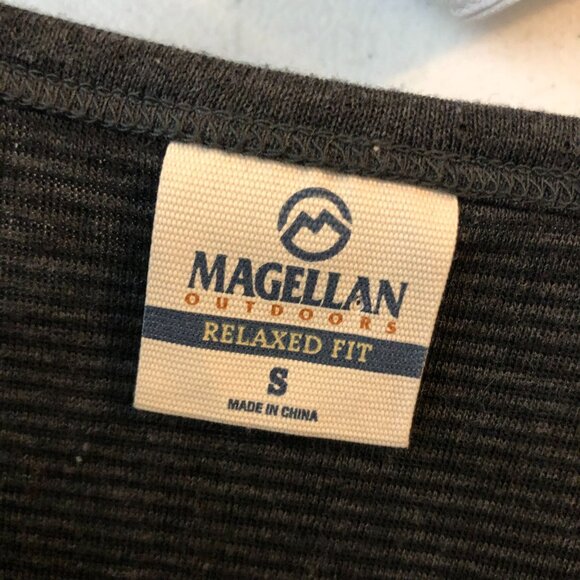 MAGELLAN
OUTDOORS
RELAXED FIT
S
MADE IN CHINA